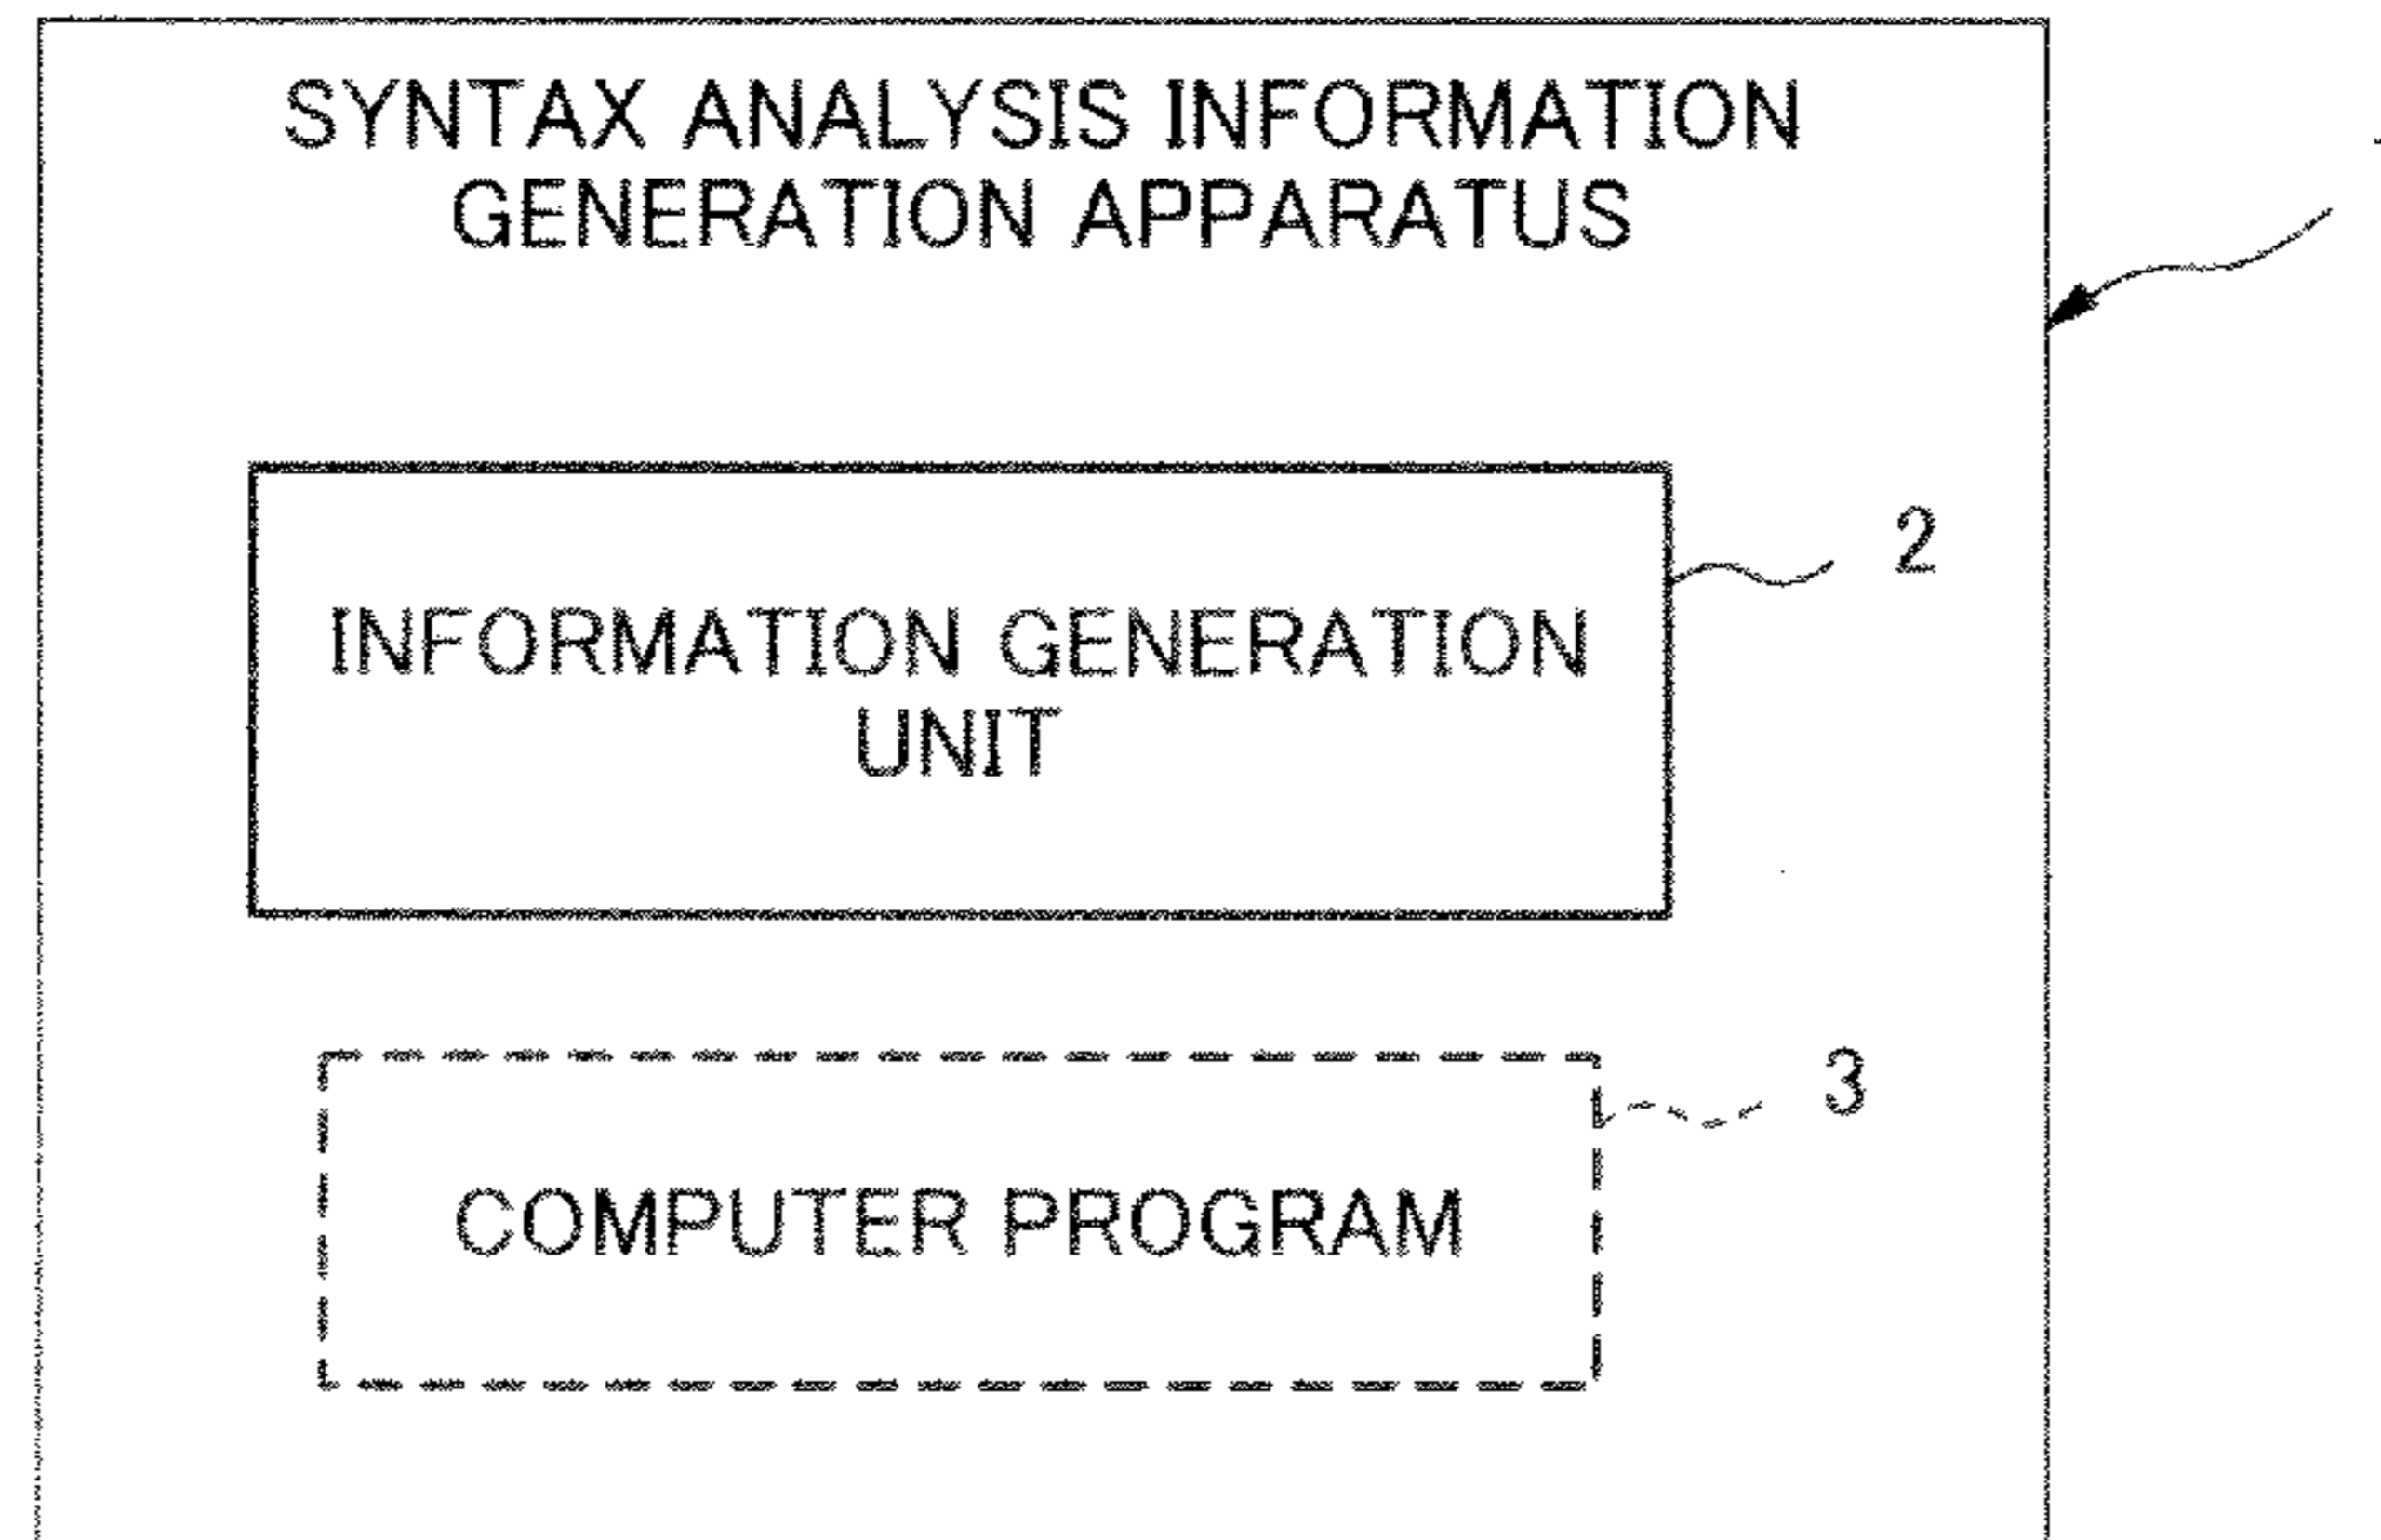 SYNTAX ANALYSIS INFORMATION
GENERATION APPARATUS
2
INFORMATION GENERATION
UNIT
3
COMPUTER PROGRAM